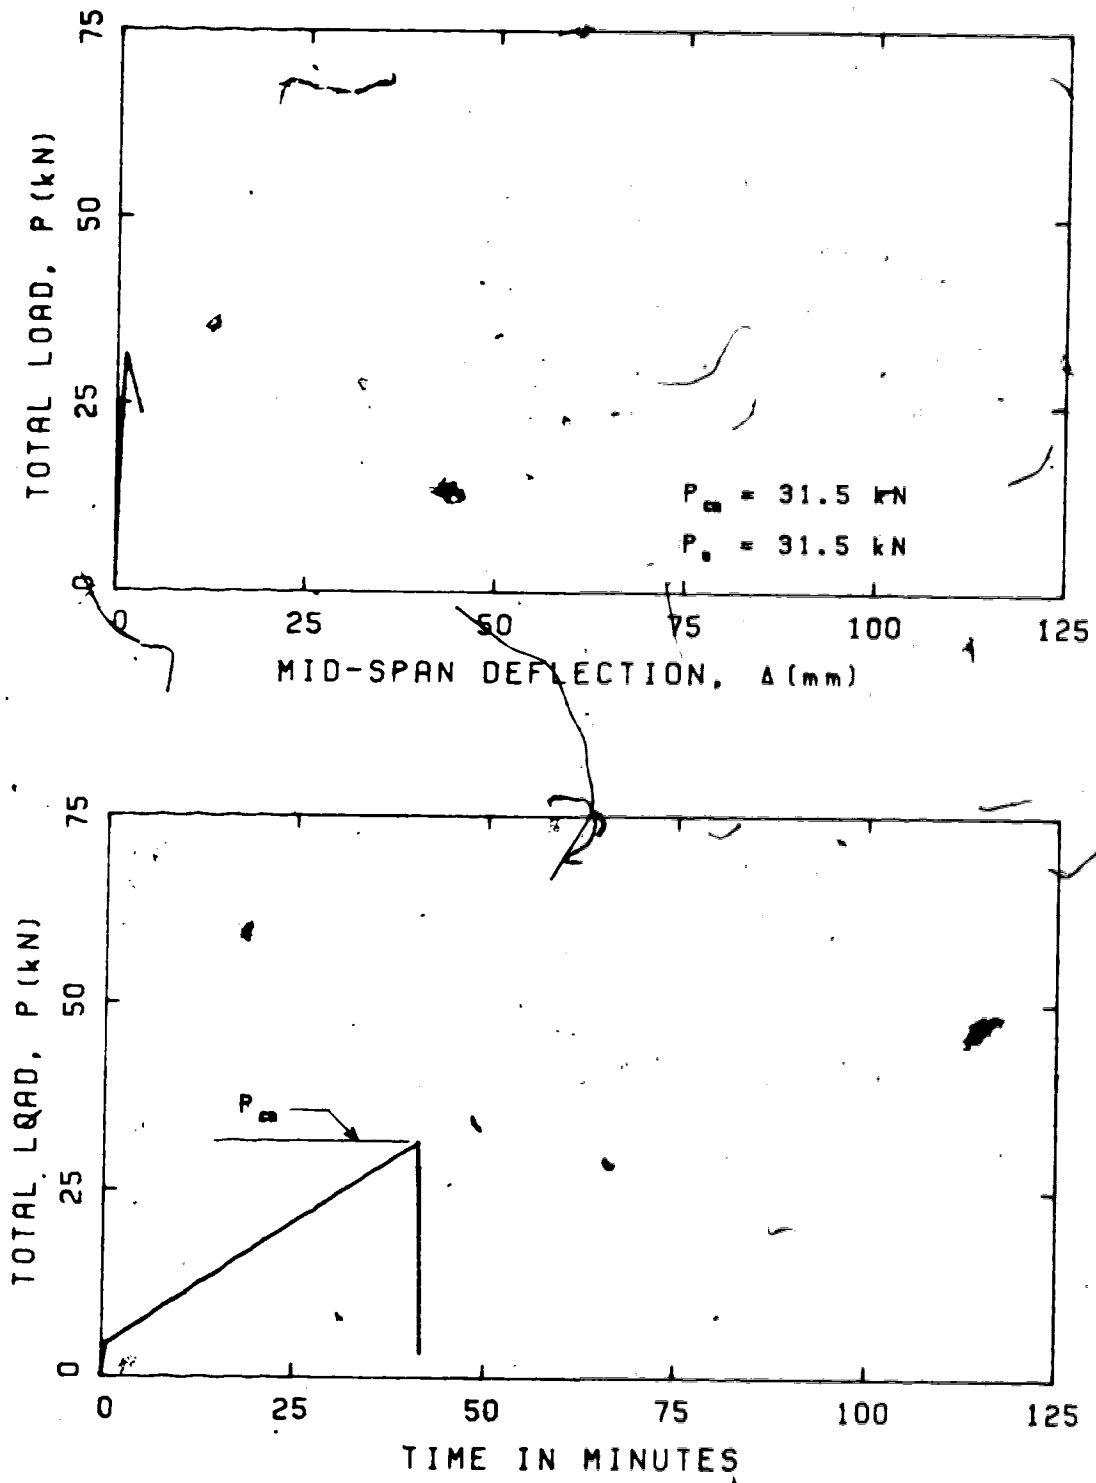 75
50
25
0
TOTAL LOAD, P (kN)
P = 31.5 kN
P = 31.5 kN
0 25 50 75 100 125
MID-SPAN DEFLECTION, Δ (mm)
75
50
25
0
TOTAL LOAD, P (kN)
P
0 25 50 75 100 125
TIME IN MINUTES